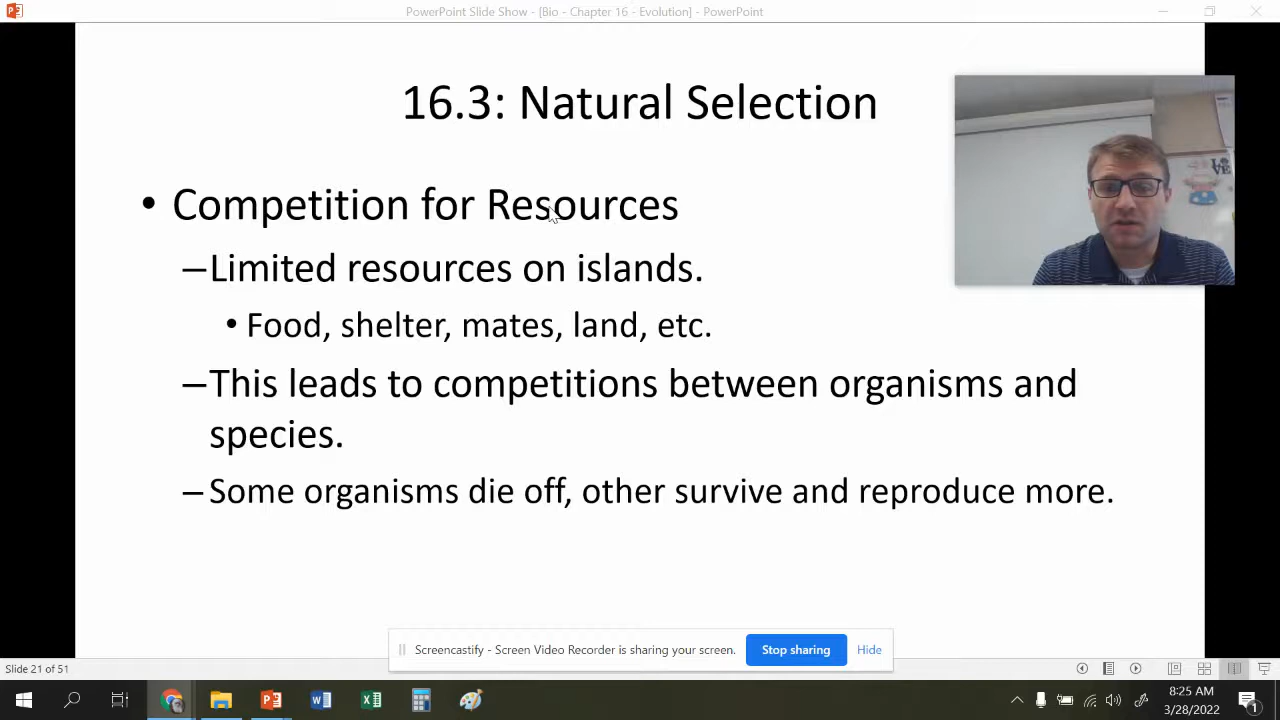 PowerPoint Slide Show - [Bio - Chapter 16 - Evolution] - PowerPoint
16.3: Natural Selection
• Competition for Resources
–Limited resources on islands.
• Food, shelter, mates, land, etc.
–This leads to competitions between organisms and
species.
–Some organisms die off, other survive and reproduce more.
LOVE
Screencastify - Screen Video Recorder is sharing your screen.
Stop sharing
Hide
Slide 21 of 51
8:25 AM
3/28/2022
1